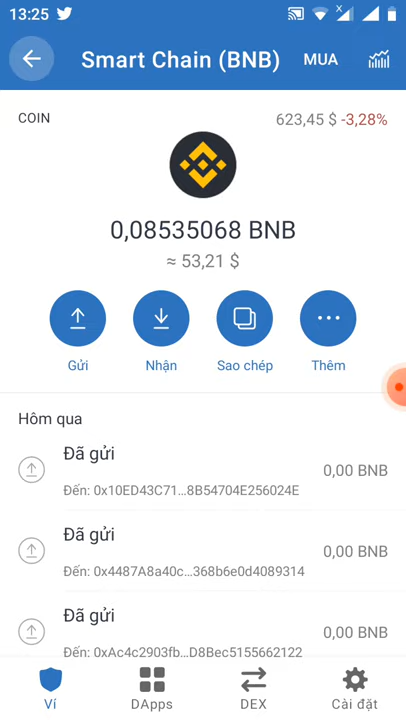 13:25
Smart Chain (BNB)
MUA
COIN
623,45 $ -3,28%
0,08535068 BNB
≈ 53,21 $
Gửi
Nhận
Sao chép
Thêm
Hôm qua
Đã gửi
0,00 BNB
Đến: 0x10ED43C71...8B54704E256024E
Đã gửi
0,00 BNB
Đến: 0x4487A8a40c...368b6e0d4089314
Đã gửi
0,00 BNB
Đến: 0xAc4c2903fb...D8Bec5155662122
Ví
DApps
DEX
Cài đặt